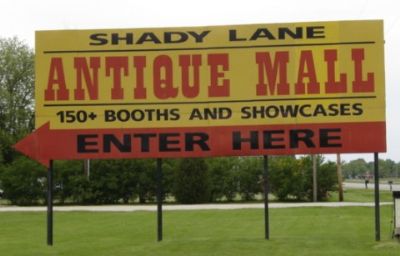 SHADY LANE
ANTIQUE MALL
150+ BOOTHS AND SHOWCASES
ENTER HERE